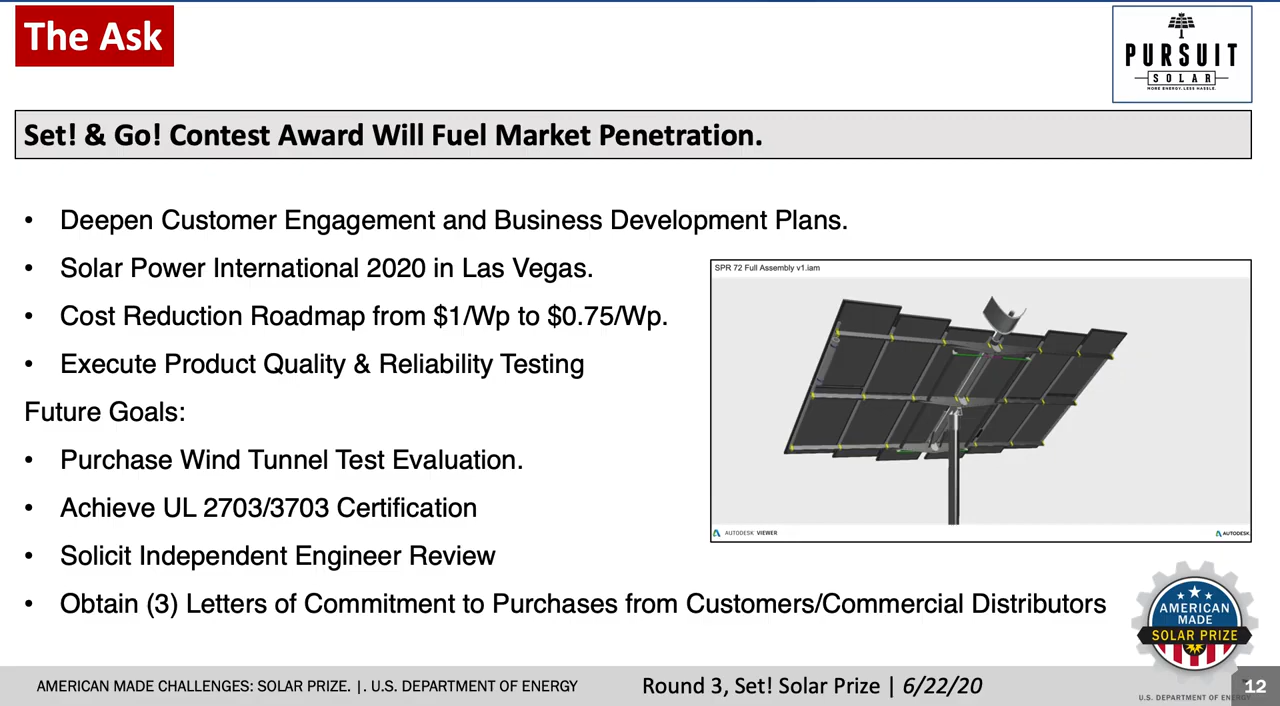 The Ask
PURSUIT
SOLAR
MORE ENERGY. LESS HASSLE.
Set! & Go! Contest Award Will Fuel Market Penetration.
• Deepen Customer Engagement and Business Development Plans.
• Solar Power International 2020 in Las Vegas.
• Cost Reduction Roadmap from $1/Wp to $0.75/Wp.
• Execute Product Quality & Reliability Testing
Future Goals:
• Purchase Wind Tunnel Test Evaluation.
• Achieve UL 2703/3703 Certification
• Solicit Independent Engineer Review
• Obtain (3) Letters of Commitment to Purchases from Customers/Commercial Distributors
SPR 72 Full Assembly v1.iam
AUTODESK VIEWER
AUTODESK
AMERICAN
MADE
SOLAR PRIZE
U.S. DEPARTMENT OF ENERGY
AMERICAN MADE CHALLENGES: SOLAR PRIZE. |. U.S. DEPARTMENT OF ENERGY
Round 3, Set! Solar Prize | 6/22/20
12